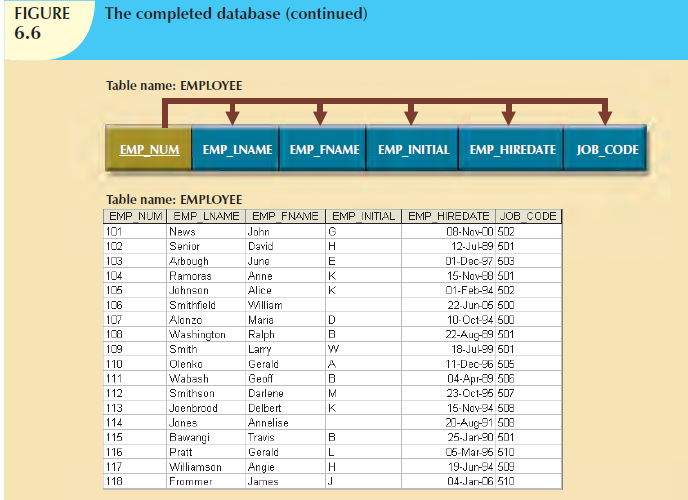 FIGURE 6.6
The completed database (continued)
Table name: EMPLOYEE
EMP_NUM EMP_LNAME EMP_FNAME EMP_INITIAL EMP_HIREDATE JOB_CODE
Table name: EMPLOYEE
EMP_NUM EMP_LNAME EMP_FNAME EMP_INITIAL EMP_HIREDATE JOB_CODE
101 News John G 08-Nov-00 502
102 Senior David H 12-Jul-89 501
103 Arbough June E 01-Dec-97 503
104 Ramoras Anne K 15-Nov-88 501
105 Johnson Alice K 01-Feb-94 502
106 Smithfield William 22-Jun-05 500
107 Alonzo Maria D 10-Oct-94 500
108 Washington Ralph B 22-Aug-89 501
109 Smith Larry W 18-Jul-99 501
110 Olenko Gerald A 11-Dec-96 505
111 Wabash Geoff B 04-Apr-89 506
112 Smithson Darlene M 23-Oct-95 507
113 Joenbrood Delbert K 15-Nov-94 508
114 Jones Annelise 20-Aug-91 508
115 Bawangi Travis B 25-Jan-90 501
116 Pratt Gerald L 05-Mar-95 510
117 Williamson Angie H 19-Jun-94 509
118 Frommer James J 04-Jan-06 510